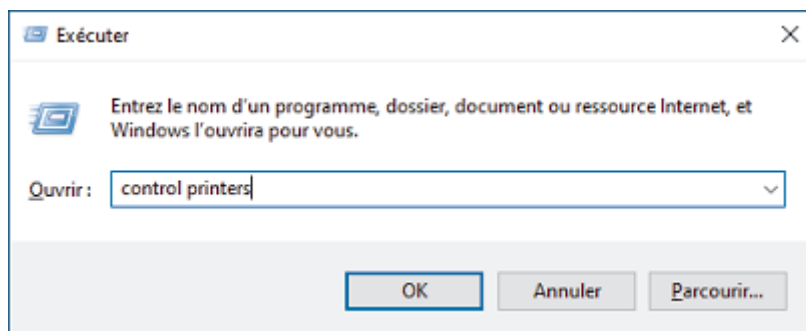 Exécuter
Entrez le nom d'un programme, dossier, document ou ressource Internet, et
Windows l'ouvrira pour vous.
Ouvrir : control printers
OK Annuler Parcourir...